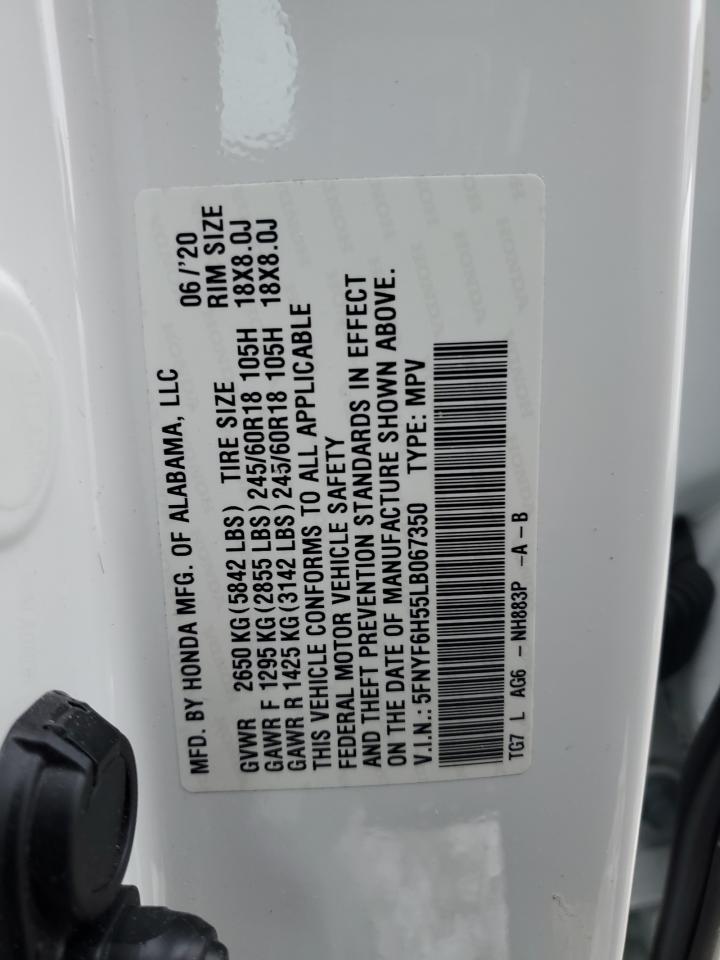 MFD. BY HONDA MFG. OF ALABAMA, LLC 06/'20
GVWR 2650 KG (5842 LBS) TIRE SIZE RIM SIZE
GAWR F 1295 KG (2855 LBS) 245/60R18 105H 18X8.0J
GAWR R 1425 KG (3142 LBS) 245/60R18 105H 18X8.0J
THIS VEHICLE CONFORMS TO ALL APPLICABLE
FEDERAL MOTOR VEHICLE SAFETY
AND THEFT PREVENTION STANDARDS IN EFFECT
ON THE DATE OF MANUFACTURE SHOWN ABOVE.
V.I.N.: 5FNYF6H55LB067350 TYPE: MPV
TG7 L AG6 - NH883P -A - B